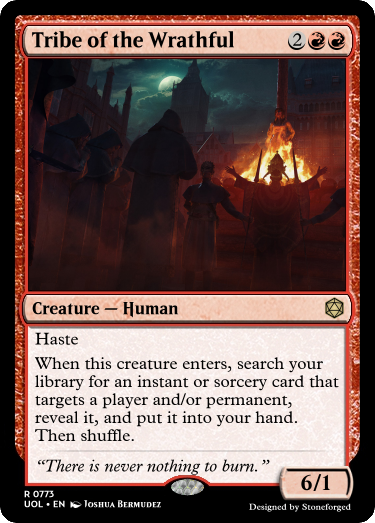 Tribe of the Wrathful 2
Creature — Human
Haste
When this creature enters, search your
library for an instant or sorcery card that
targets a player and/or permanent,
reveal it, and put it into your hand.
Then shuffle.
“There is never nothing to burn.”
6/1
R 0773
UOL • EN Joshua Bermudez
Designed by Stoneforged